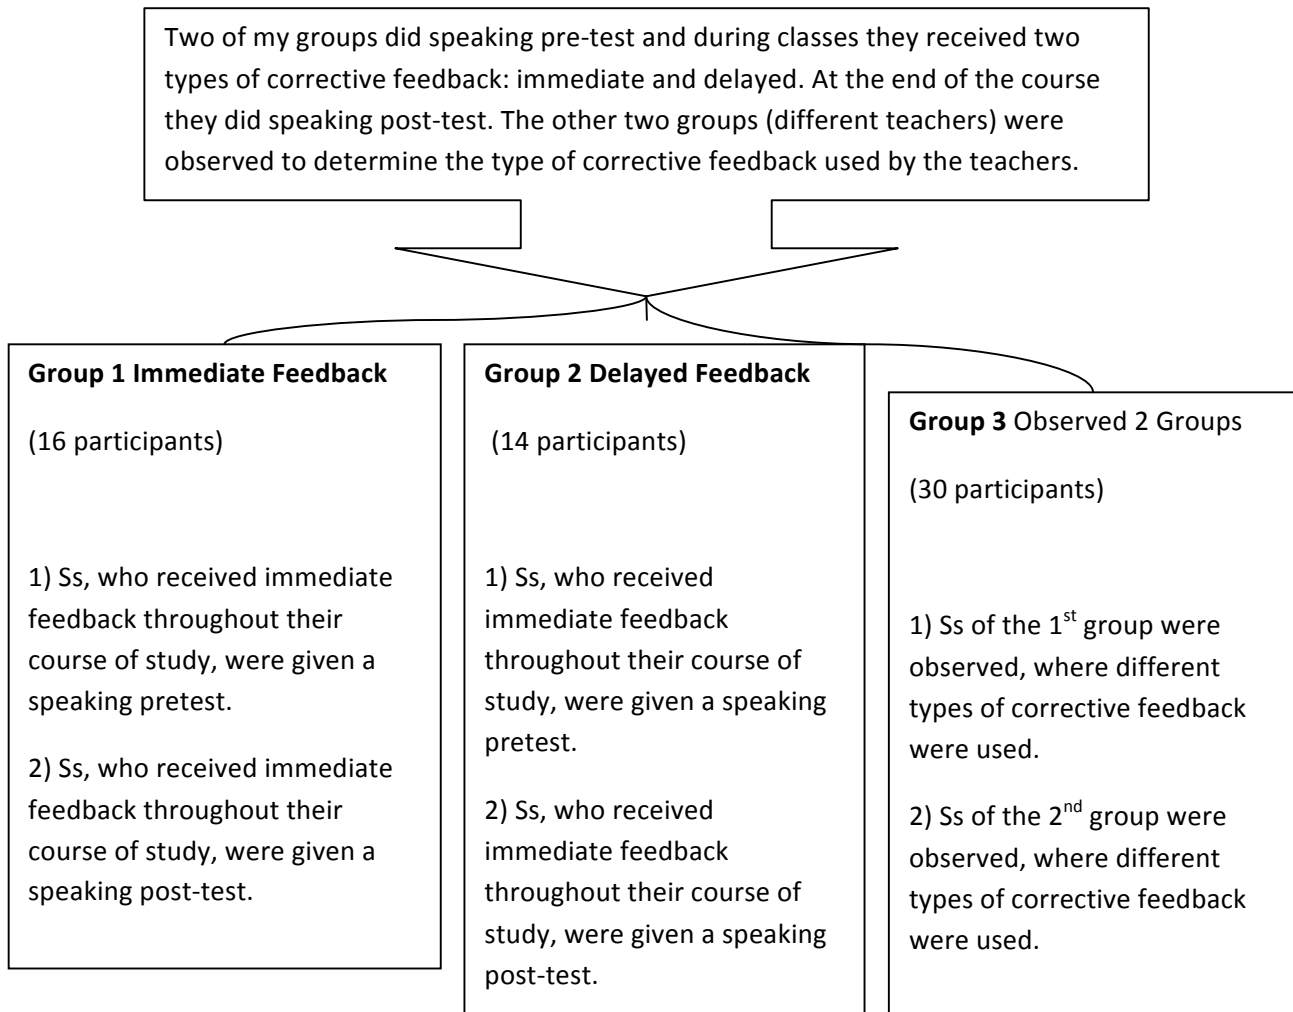 Two of my groups did speaking pre-test and during classes they received two
types of corrective feedback: immediate and delayed. At the end of the course
they did speaking post-test. The other two groups (different teachers) were
observed to determine the type of corrective feedback used by the teachers.
Group 1 Immediate Feedback
(16 participants)
1) Ss, who received immediate
feedback throughout their
course of study, were given a
speaking pretest.
2) Ss, who received immediate
feedback throughout their
course of study, were given a
speaking post-test.
Group 2 Delayed Feedback
(14 participants)
1) Ss, who received
immediate feedback
throughout their course of
study, were given a speaking
pretest.
2) Ss, who received
immediate feedback
throughout their course of
study, were given a speaking
post-test.
Group 3 Observed 2 Groups
(30 participants)
1) Ss of the 1st group were
observed, where different
types of corrective feedback
were used.
2) Ss of the 2nd group were
observed, where different
types of corrective feedback
were used.